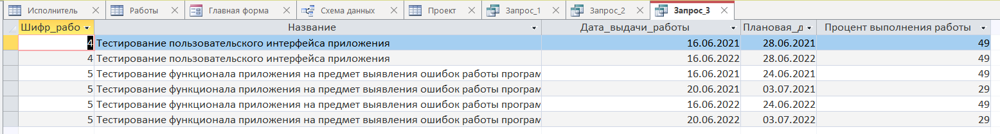 Исполнитель Работы Главная форма Схема данных Проект Запрос_1 Запрос_2 Запрос_3
Шифр_рабо Название Дата_выдачи_работы Плановая_д Процент выполнения работы
4 Тестирование пользовательского интерфейса приложения 16.06.2021 28.06.2021 49
4 Тестирование пользовательского интерфейса приложения 16.06.2022 28.06.2022 49
5 Тестирование функционала приложения на предмет выявления ошибок работы програм 16.06.2021 24.06.2021 49
5 Тестирование функционала приложения на предмет выявления ошибок работы програм 20.06.2021 03.07.2021 29
5 Тестирование функционала приложения на предмет выявления ошибок работы програм 16.06.2022 24.06.2022 49
5 Тестирование функционала приложения на предмет выявления ошибок работы програм 20.06.2022 03.07.2022 29